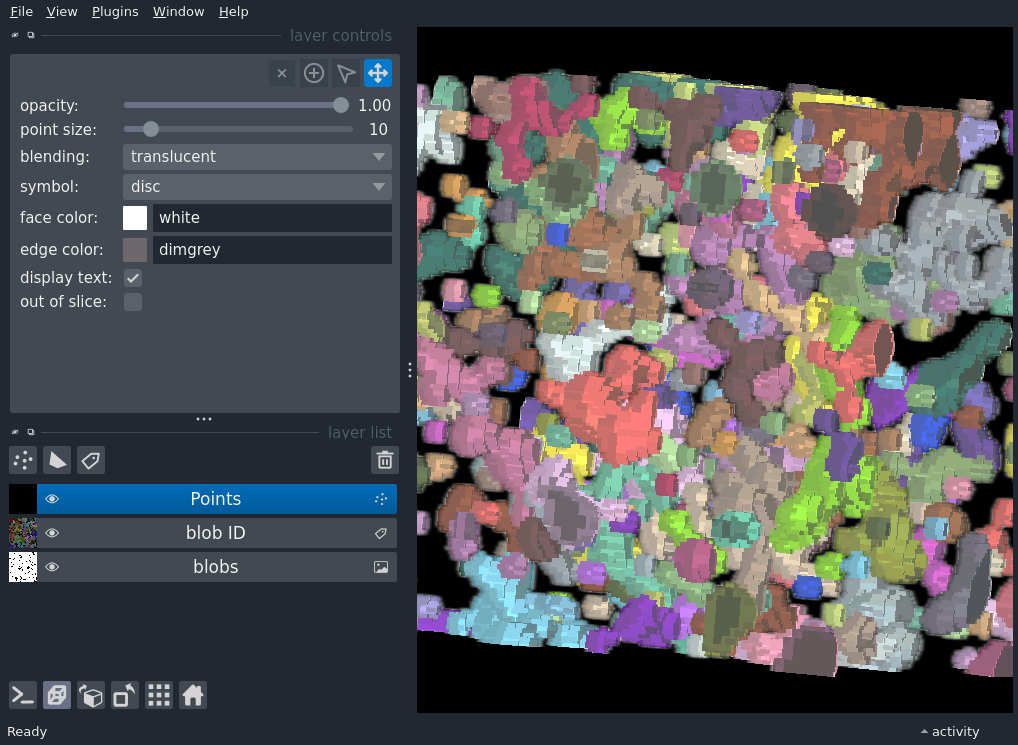 File View Plugins Window Help
layer controls
opacity: 1.00
point size: 10
blending: translucent
symbol: disc
face color: white
edge color: dimgrey
display text:
out of slice:
layer list
Points
blob ID
blobs
Ready
activity